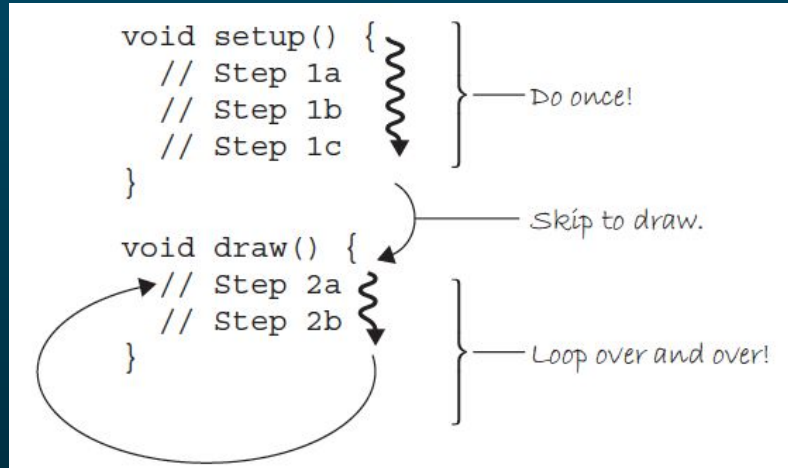 void setup() {
// Step 1a
// Step 1b
// Step 1c
}
Do once!
Skip to draw.
void draw() {
// Step 2a
// Step 2b
}
Loop over and over!